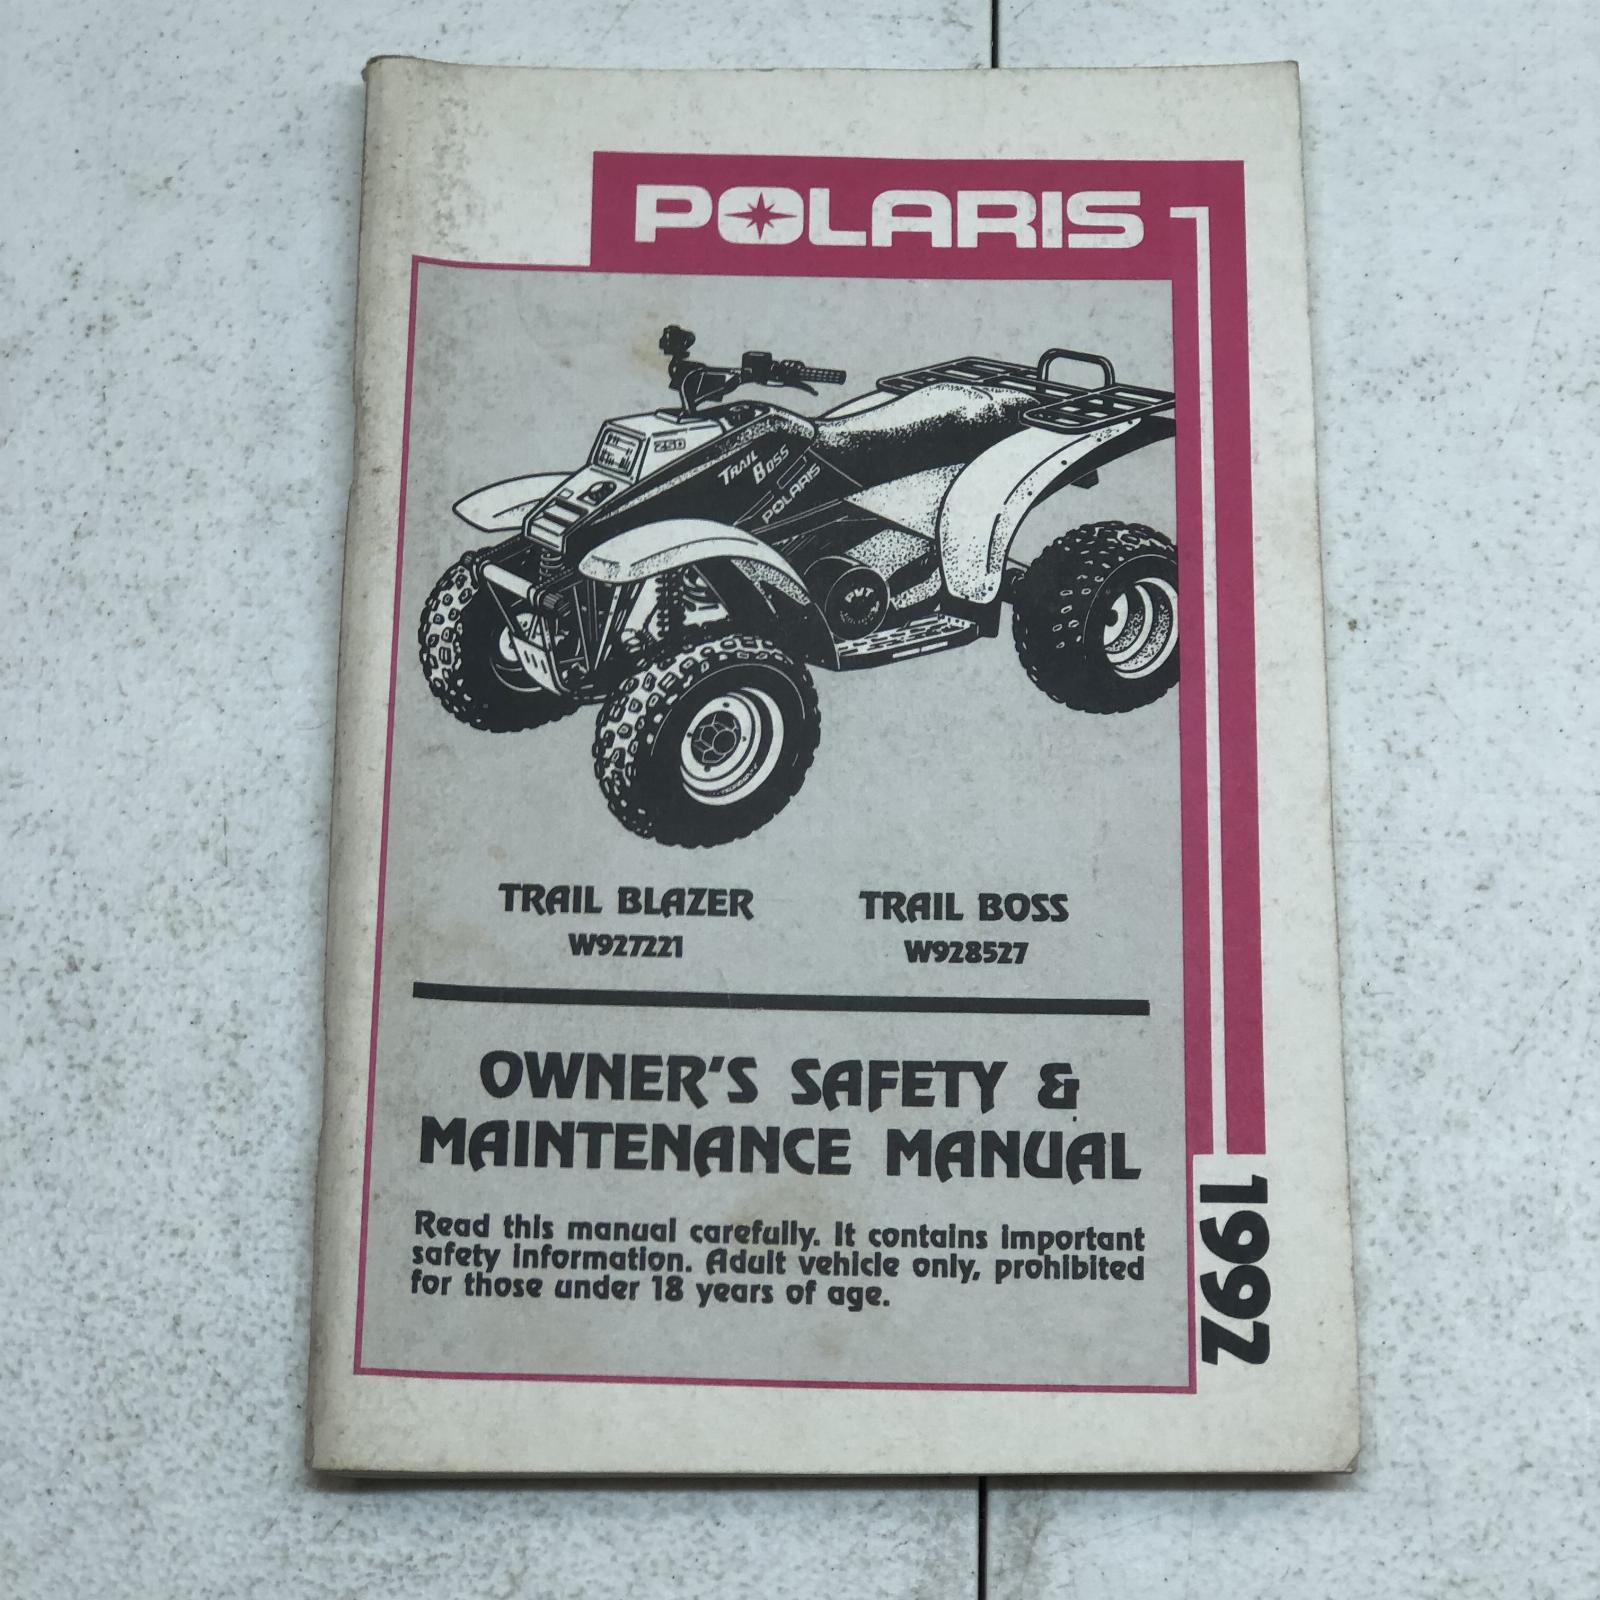 POLARIS
250
TRAIL
BOSS
POLARIS
PVT
TRAIL BLAZER
W927221
TRAIL BOSS
W928527
OWNER'S SAFETY &
MAINTENANCE MANUAL
Read this manual carefully. It contains important
safety information. Adult vehicle only, prohibited
for those under 18 years of age.
1992